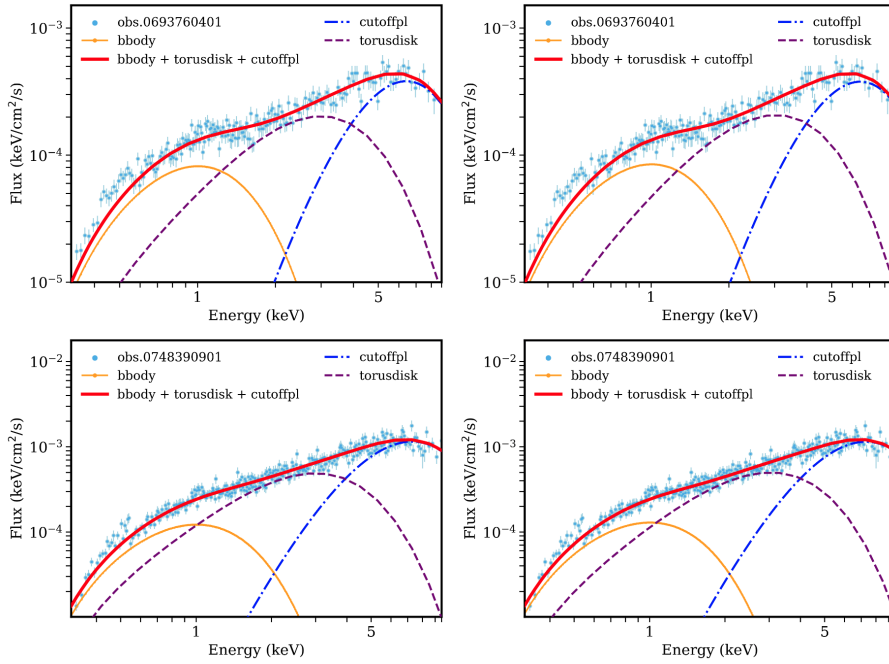 obs.0693760401
bbody
bbody + torusdisk + cutoffpl
cutoffpl
torusdisk
10⁻³
10⁻⁴
10⁻⁵
Flux (keV/cm²/s)
1
5
Energy (keV)
obs.0693760401
bbody
bbody + torusdisk + cutoffpl
cutoffpl
torusdisk
10⁻³
10⁻⁴
10⁻⁵
Flux (keV/cm²/s)
1
5
Energy (keV)
obs.0748390901
bbody
bbody + torusdisk + cutoffpl
cutoffpl
torusdisk
10⁻²
10⁻³
10⁻⁴
Flux (keV/cm²/s)
1
5
Energy (keV)
obs.0748390901
bbody
bbody + torusdisk + cutoffpl
cutoffpl
torusdisk
10⁻²
10⁻³
10⁻⁴
Flux (keV/cm²/s)
1
5
Energy (keV)